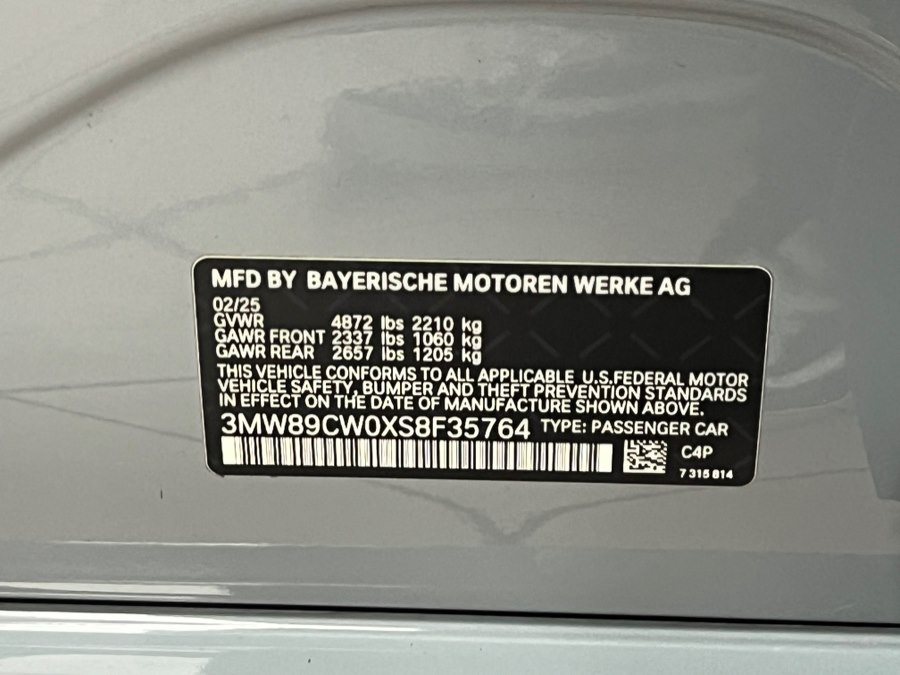 MFD BY BAYERISCHE MOTOREN WERKE AG
02/25
GVWR 4872 lbs 2210 kg
GAWR FRONT 2337 lbs 1060 kg
GAWR REAR 2657 lbs 1205 kg
THIS VEHICLE CONFORMS TO ALL APPLICABLE U.S.FEDERAL MOTOR
VEHICLE SAFETY, BUMPER AND THEFT PREVENTION STANDARDS
IN EFFECT ON THE DATE OF MANUFACTURE SHOWN ABOVE.
3MW89CW0XS8F35764 TYPE: PASSENGER CAR
C4P
7 315 814